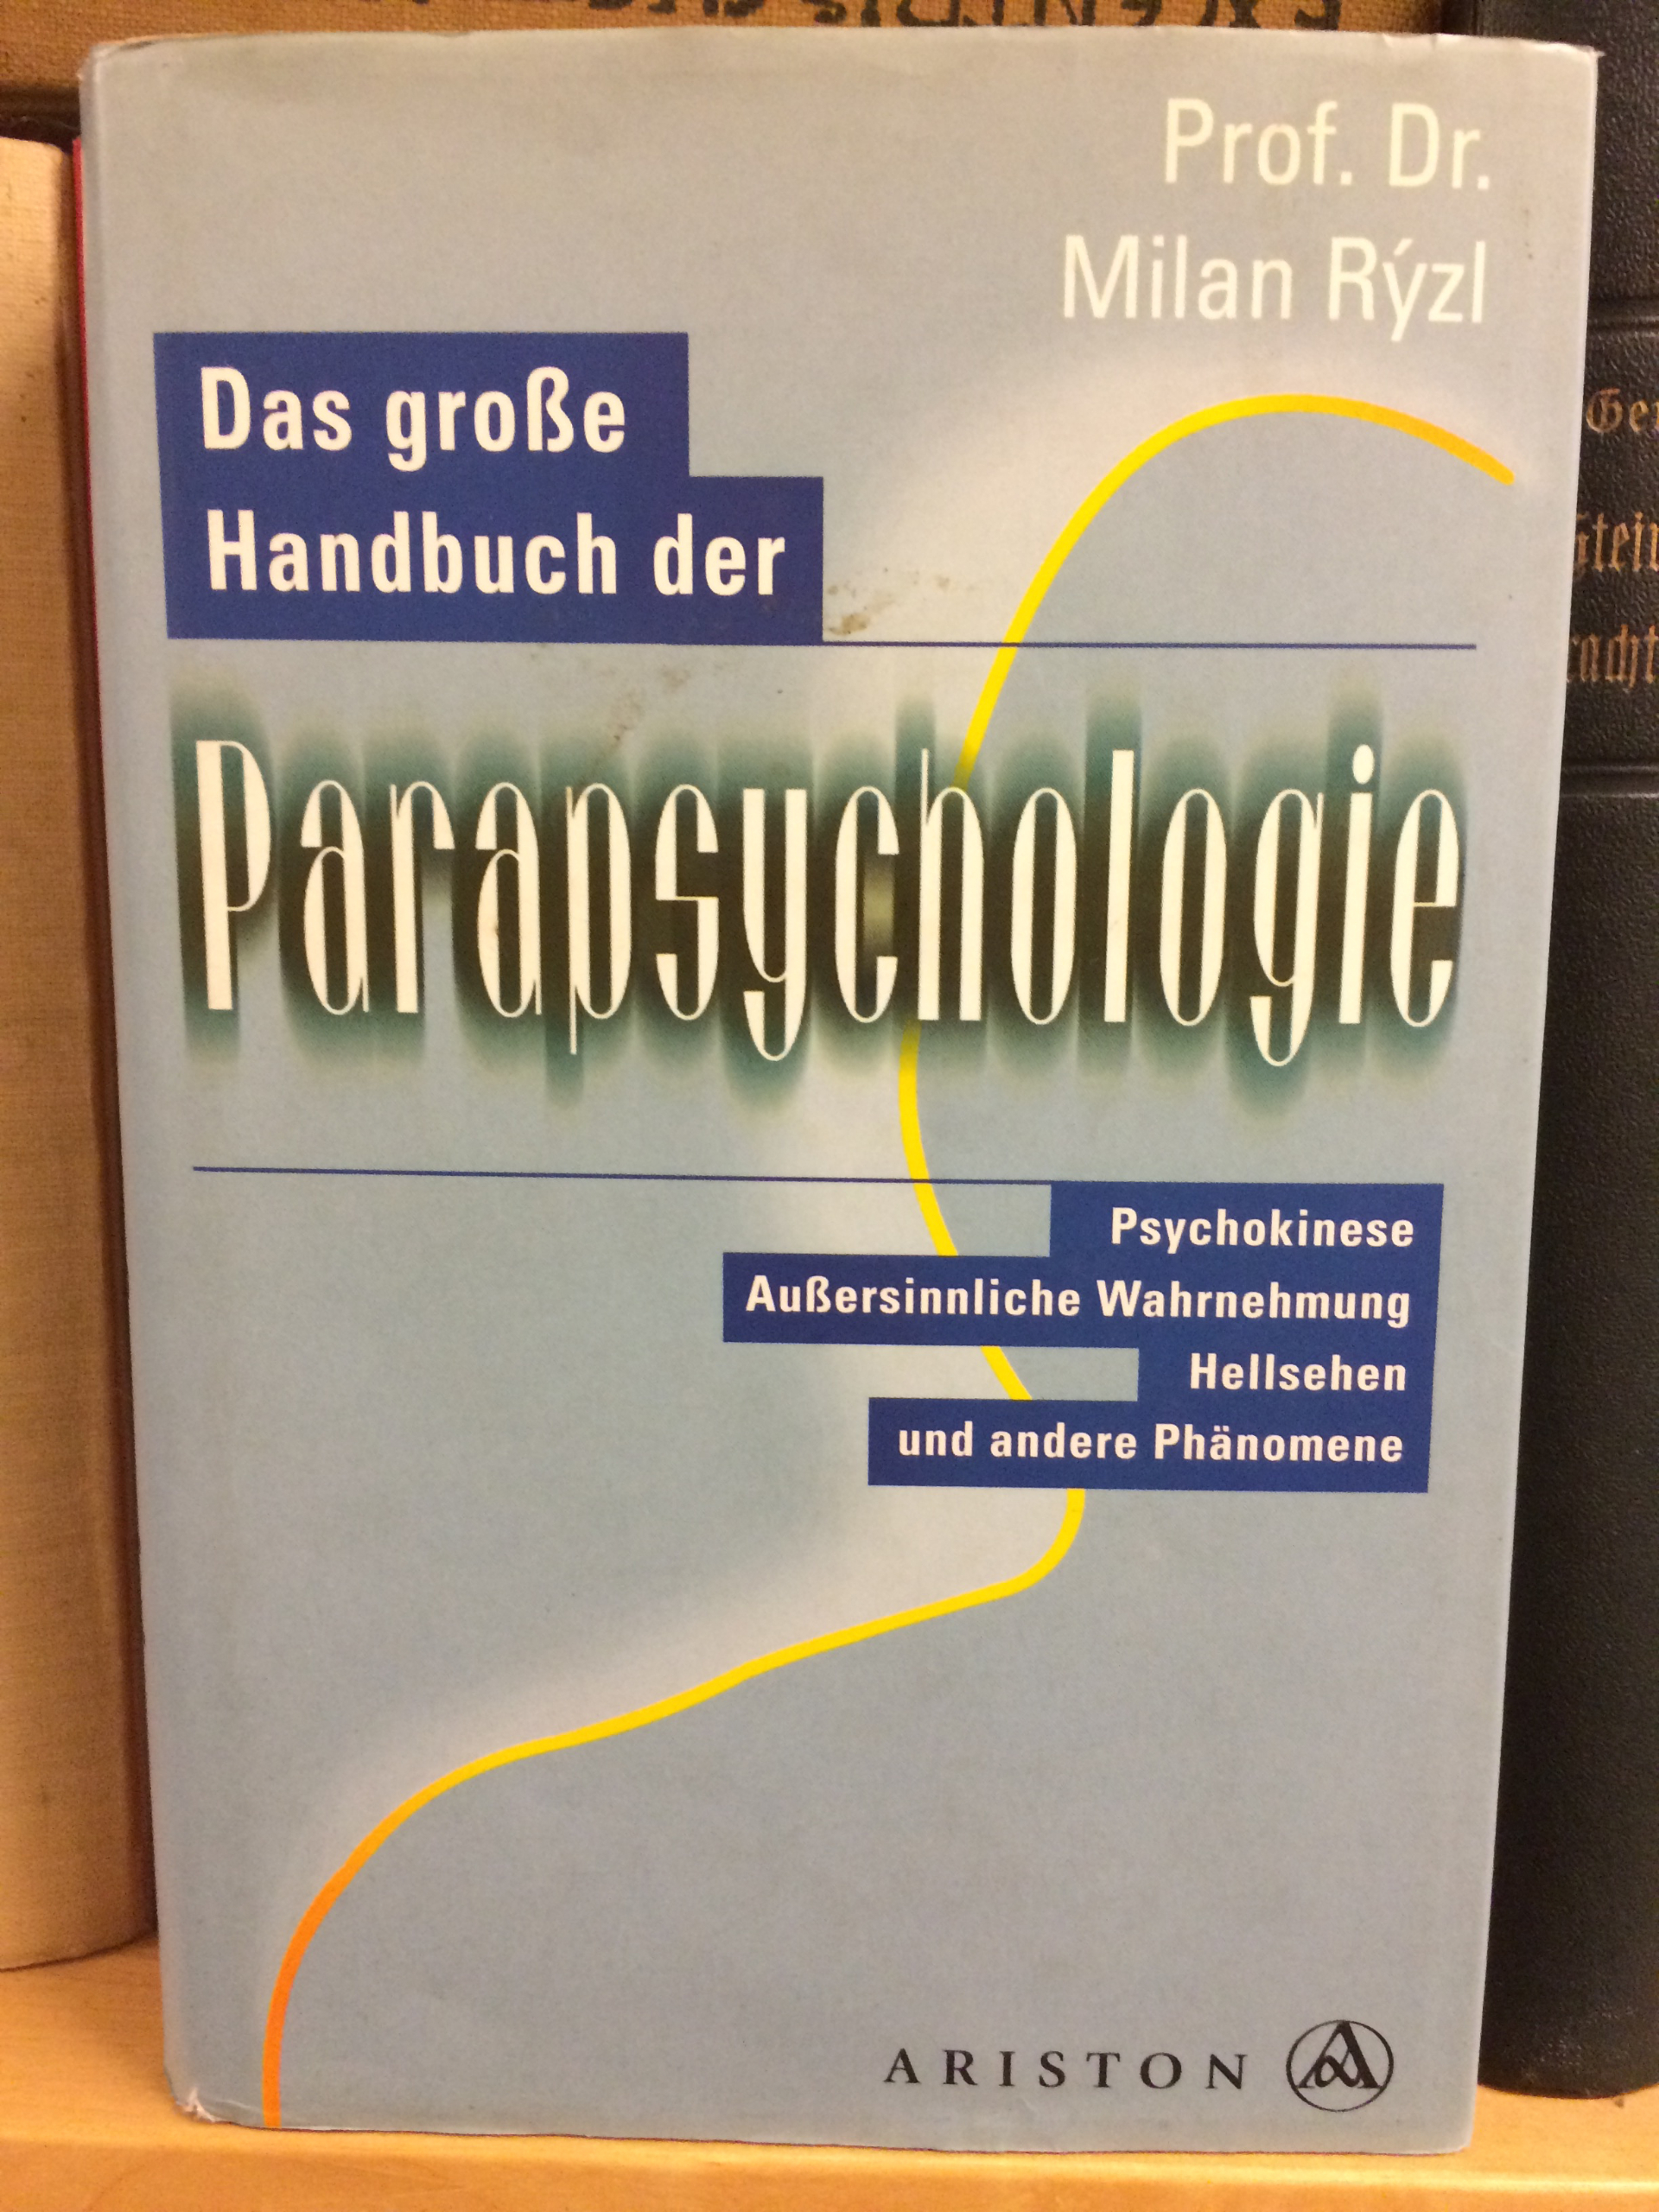 Prof. Dr.
Milan Rýzl
Das große
Handbuch der
Parapsychologie
Psychokinese
Außersinnliche Wahrnehmung
Hellsehen
und andere Phänomene
ARISTON